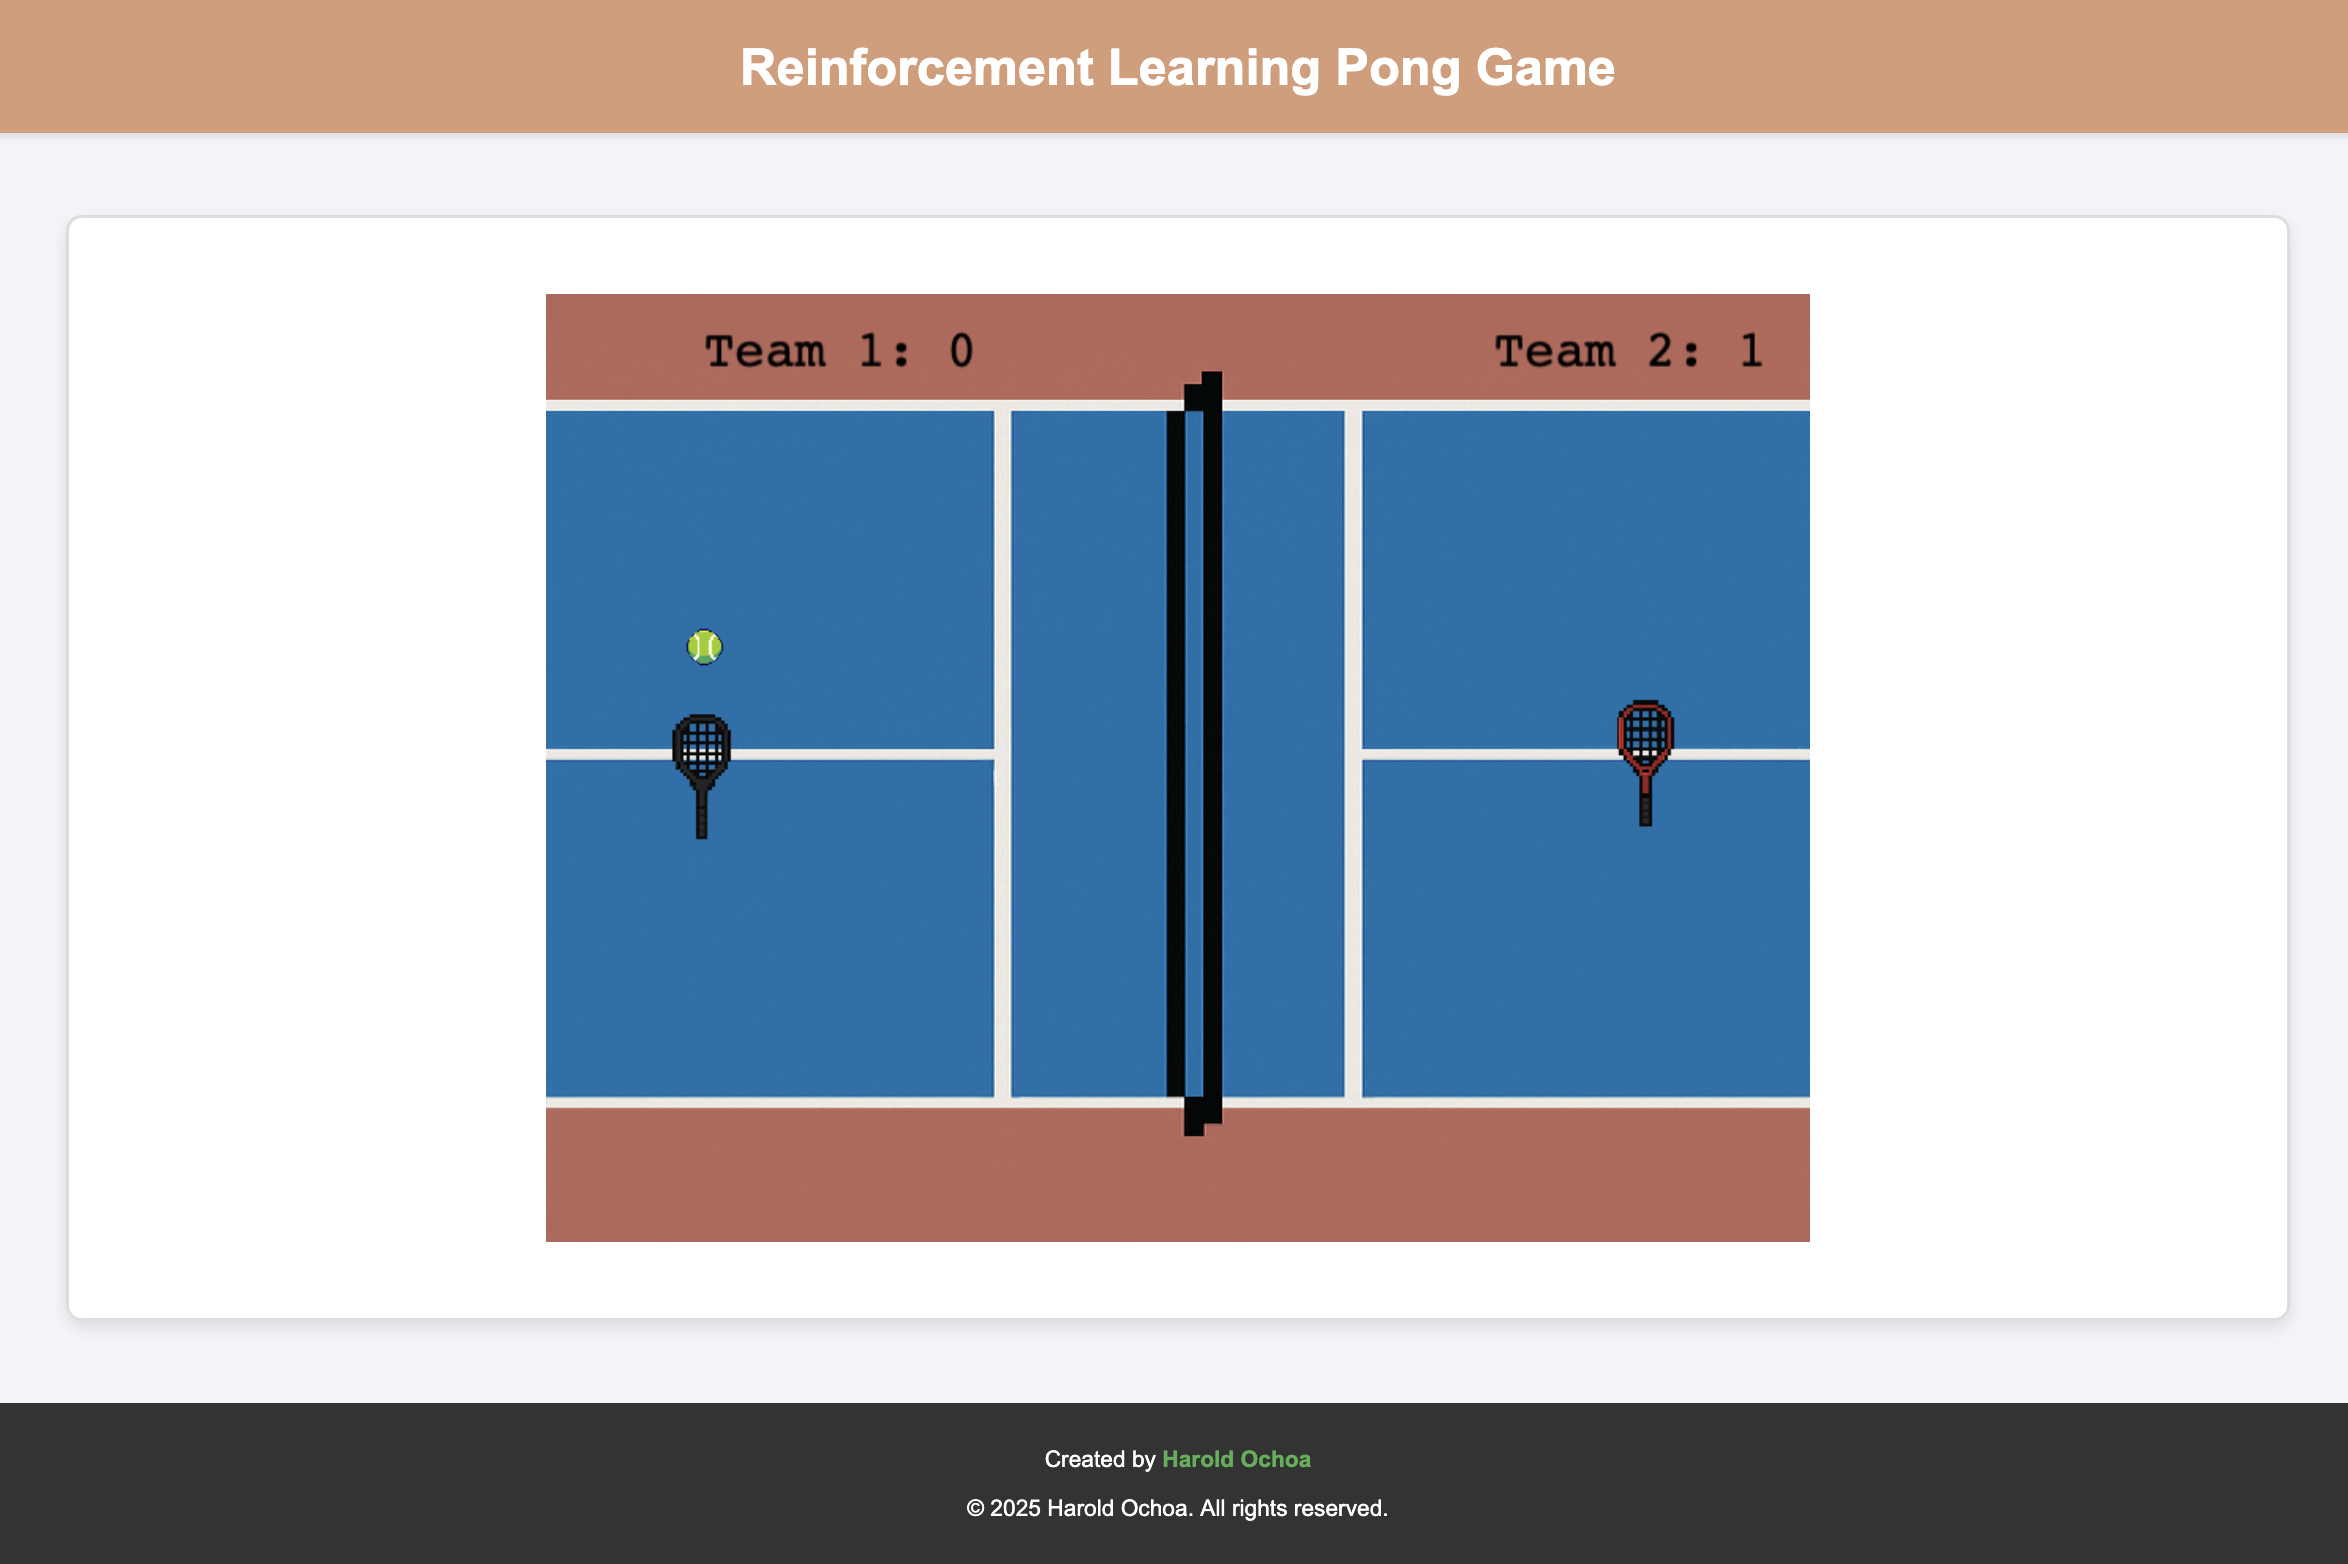 Reinforcement Learning Pong Game
Team 1: 0
Team 2: 1
Created by Harold Ochoa
© 2025 Harold Ochoa. All rights reserved.